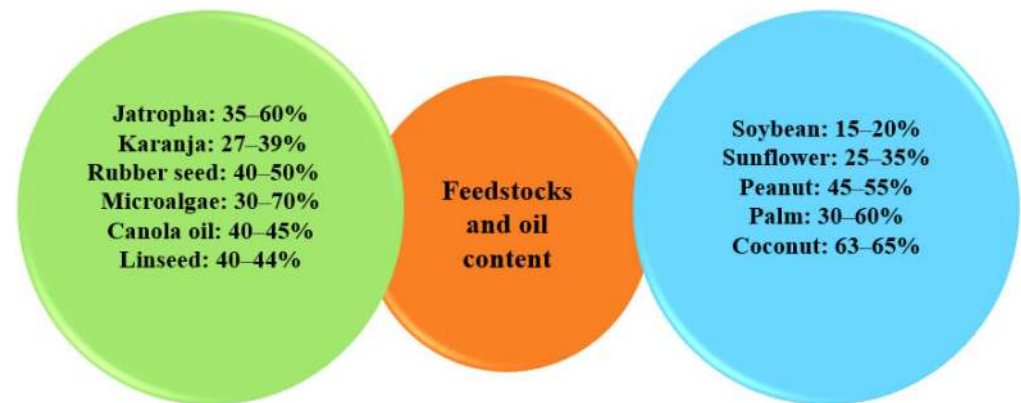 Jatropha: 35–60%
Karanja: 27–39%
Rubber seed: 40–50%
Microalgae: 30–70%
Canola oil: 40–45%
Linseed: 40–44%
Feedstocks
and oil
content
Soybean: 15–20%
Sunflower: 25–35%
Peanut: 45–55%
Palm: 30–60%
Coconut: 63–65%